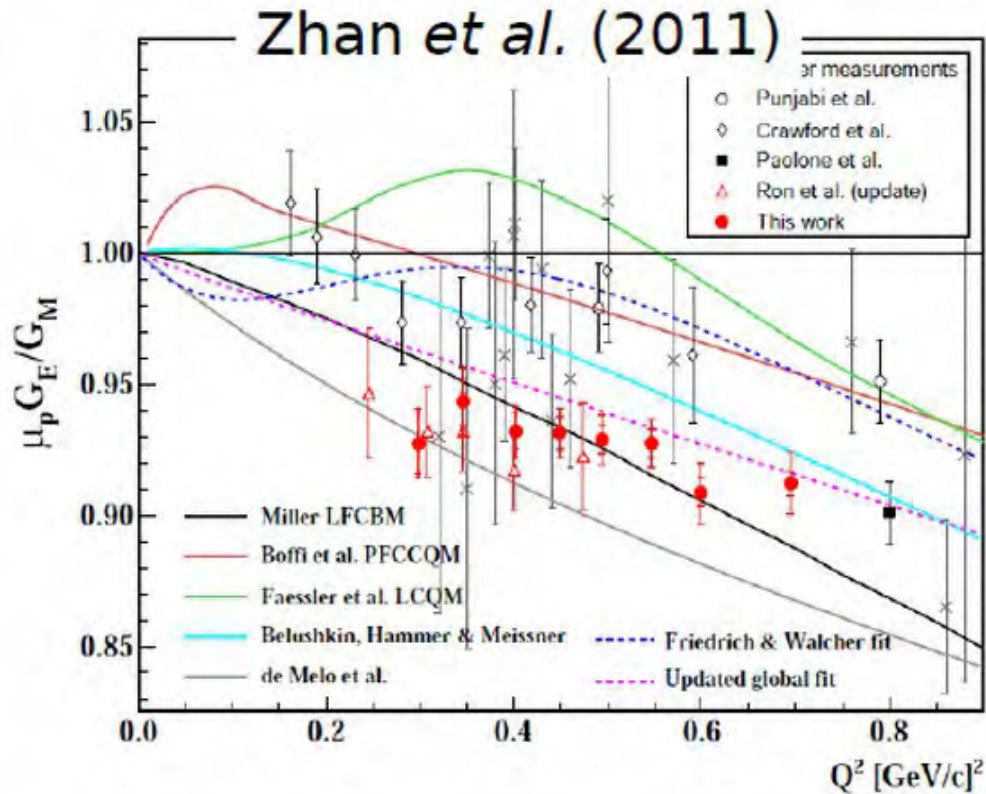 Zhan et al. (2011)
er measurements
Punjabi et al.
Crawford et al.
Paolone et al.
Ron et al. (update)
This work
1.05
1.00
0.95
0.90
0.85
μpGE/GM
Miller LFCBM
Boffi et al. PFCCQM
Faessler et al. LCQM
Belushkin, Hammer & Meissner
de Melo et al.
Friedrich & Walcher fit
Updated global fit
0.0 0.2 0.4 0.6 0.8
Q² [GeV/c]²